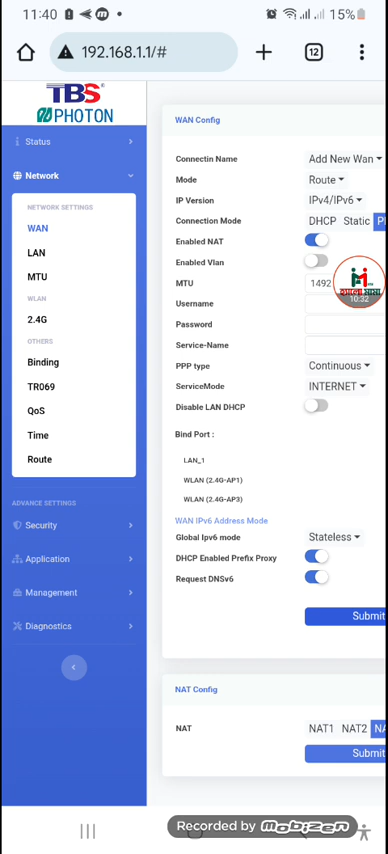 11:40
15%
192.168.1.1/#
12
TBS
PHOTON
Status
Network
NETWORK SETTINGS
WAN
LAN
MTU
WLAN
2.4G
OTHERS
Binding
TR069
QoS
Time
Route
ADVANCE SETTINGS
Security
Application
Management
Diagnostics
WAN Config
Connectin Name Add New Wan
Mode Route
IP Version IPv4/IPv6
Connection Mode DHCP Static
Enabled NAT
Enabled Vlan
MTU 1492
10:32
Username
Password
Service-Name
PPP type Continuous
ServiceMode INTERNET
Disable LAN DHCP
Bind Port :
LAN_1
WLAN (2.4G-AP1)
WLAN (2.4G-AP3)
WAN IPv6 Address Mode
Global Ipv6 mode Stateless
DHCP Enabled Prefix Proxy
Request DNSv6
Submit
NAT Config
NAT NAT1 NAT2
Submit
Recorded by Mobizen